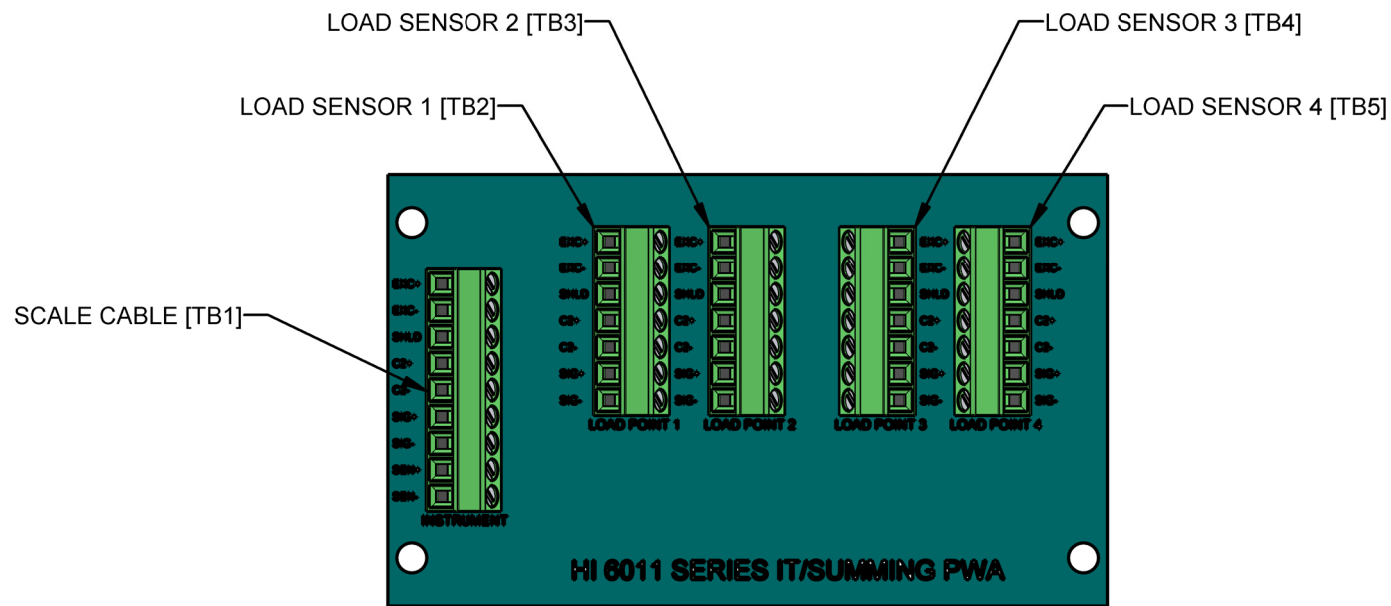 LOAD SENSOR 2 [TB3]
LOAD SENSOR 3 [TB4]
LOAD SENSOR 1 [TB2]
LOAD SENSOR 4 [TB5]
SCALE CABLE [TB1]
EXC+
EXC-
SHLD
C2+
C2-
SIG+
SIG-
SEN+
SEN-
INSTRUMENT
EXC+
EXC-
SHLD
C2+
C2-
SIG+
SIG-
LOAD POINT 1
EXC+
EXC-
SHLD
C2+
C2-
SIG+
SIG-
LOAD POINT 2
EXC+
EXC-
SHLD
C2+
C2-
SIG+
SIG-
LOAD POINT 3
EXC+
EXC-
SHLD
C2+
C2-
SIG+
SIG-
LOAD POINT 4
HI 6011 SERIES IT/SUMMING PWA